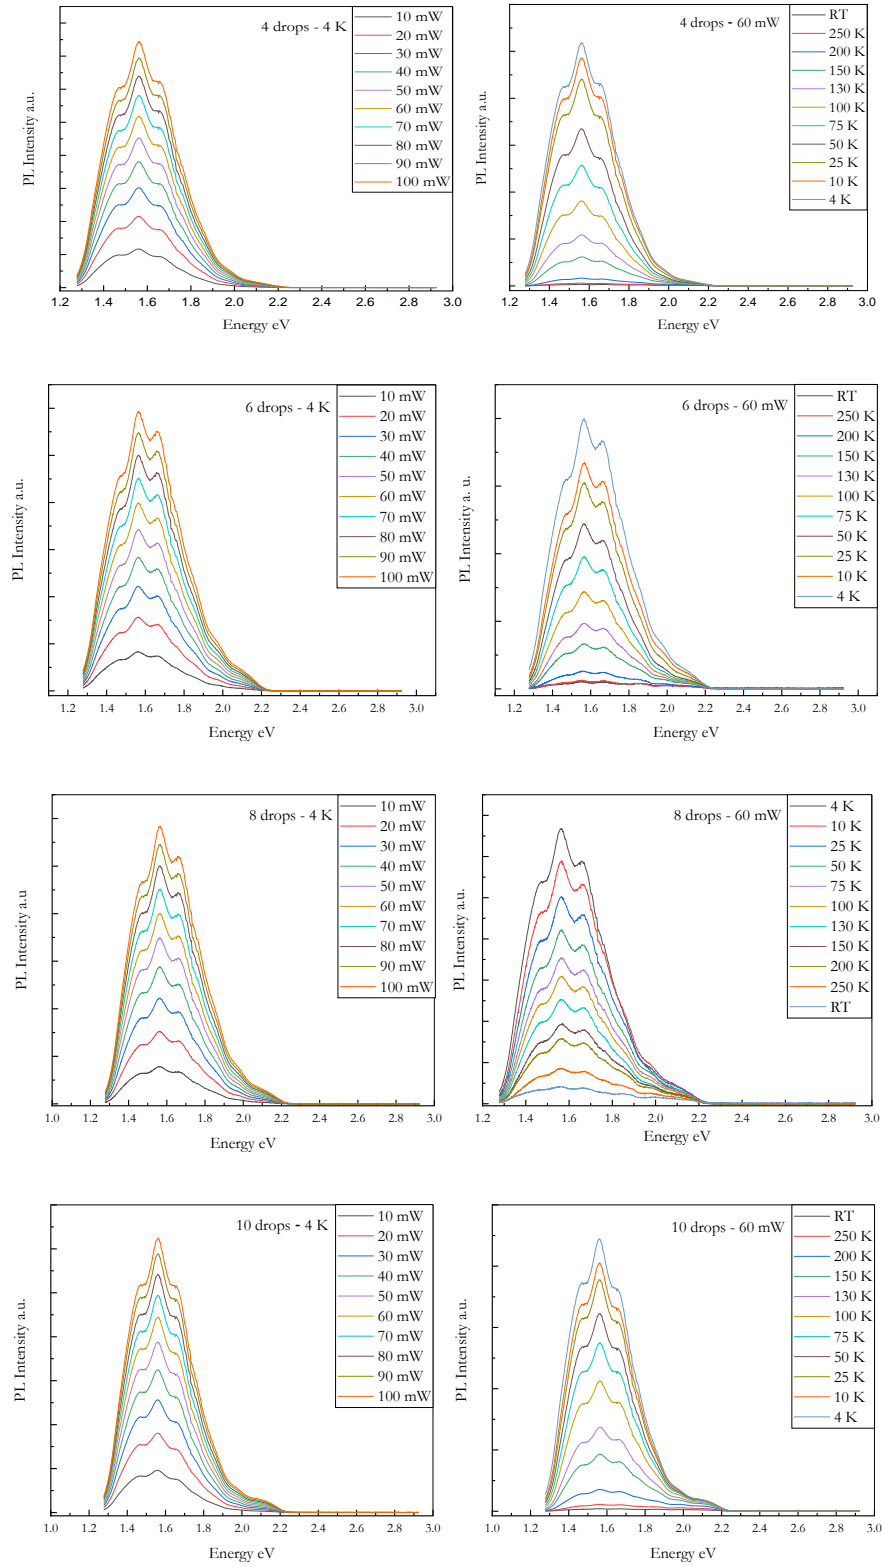 4 drops - 4 K
10 mW
20 mW
30 mW
40 mW
50 mW
60 mW
70 mW
80 mW
90 mW
100 mW
PL Intensity a.u.
1.2 1.4 1.6 1.8 2.0 2.2 2.4 2.6 2.8 3.0
Energy eV
4 drops - 60 mW
RT
250 K
200 K
150 K
130 K
100 K
75 K
50 K
25 K
10 K
4 K
PL Intensity a.u.
1.2 1.4 1.6 1.8 2.0 2.2 2.4 2.6 2.8 3.0
Energy eV
6 drops - 4 K
10 mW
20 mW
30 mW
40 mW
50 mW
60 mW
70 mW
80 mW
90 mW
100 mW
PL Intensity a.u.
1.2 1.4 1.6 1.8 2.0 2.2 2.4 2.6 2.8 3.0
Energy eV
6 drops - 60 mW
RT
250 K
200 K
150 K
130 K
100 K
75 K
50 K
25 K
10 K
4 K
PL Intensity a. u.
1.2 1.4 1.6 1.8 2.0 2.2 2.4 2.6 2.8 3.0
Energy eV
8 drops - 4 K
10 mW
20 mW
30 mW
40 mW
50 mW
60 mW
70 mW
80 mW
90 mW
100 mW
PL Intensity a.u
1.0 1.2 1.4 1.6 1.8 2.0 2.2 2.4 2.6 2.8 3.0
Energy eV
8 drops - 60 mW
4 K
10 K
25 K
50 K
75 K
100 K
130 K
150 K
200 K
250 K
RT
PL Intensity a.u.
1.2 1.4 1.6 1.8 2.0 2.2 2.4 2.6 2.8 3.0
Energy eV
10 drops - 4 K
10 mW
20 mW
30 mW
40 mW
50 mW
60 mW
70 mW
80 mW
90 mW
100 mW
PL Intensity a.u.
1.0 1.2 1.4 1.6 1.8 2.0 2.2 2.4 2.6 2.8 3.0
Energy eV
10 drops - 60 mW
RT
250 K
200 K
150 K
130 K
100 K
75 K
50 K
25 K
10 K
4 K
PL Intensity a.u.
1.0 1.2 1.4 1.6 1.8 2.0 2.2 2.4 2.6 2.8 3.0
Energy eV